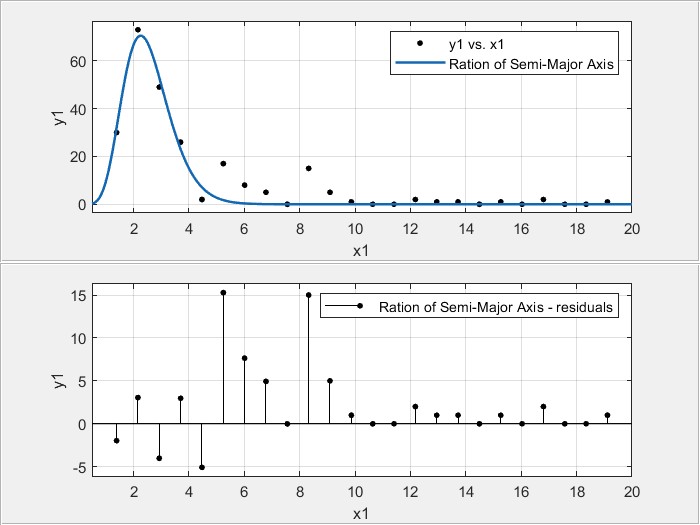 y1 vs. x1
Ration of Semi-Major Axis
60
40
20
0
y1
2 4 6 8 10 12 14 16 18 20
x1
Ration of Semi-Major Axis - residuals
15
10
5
0
-5
y1
2 4 6 8 10 12 14 16 18 20
x1